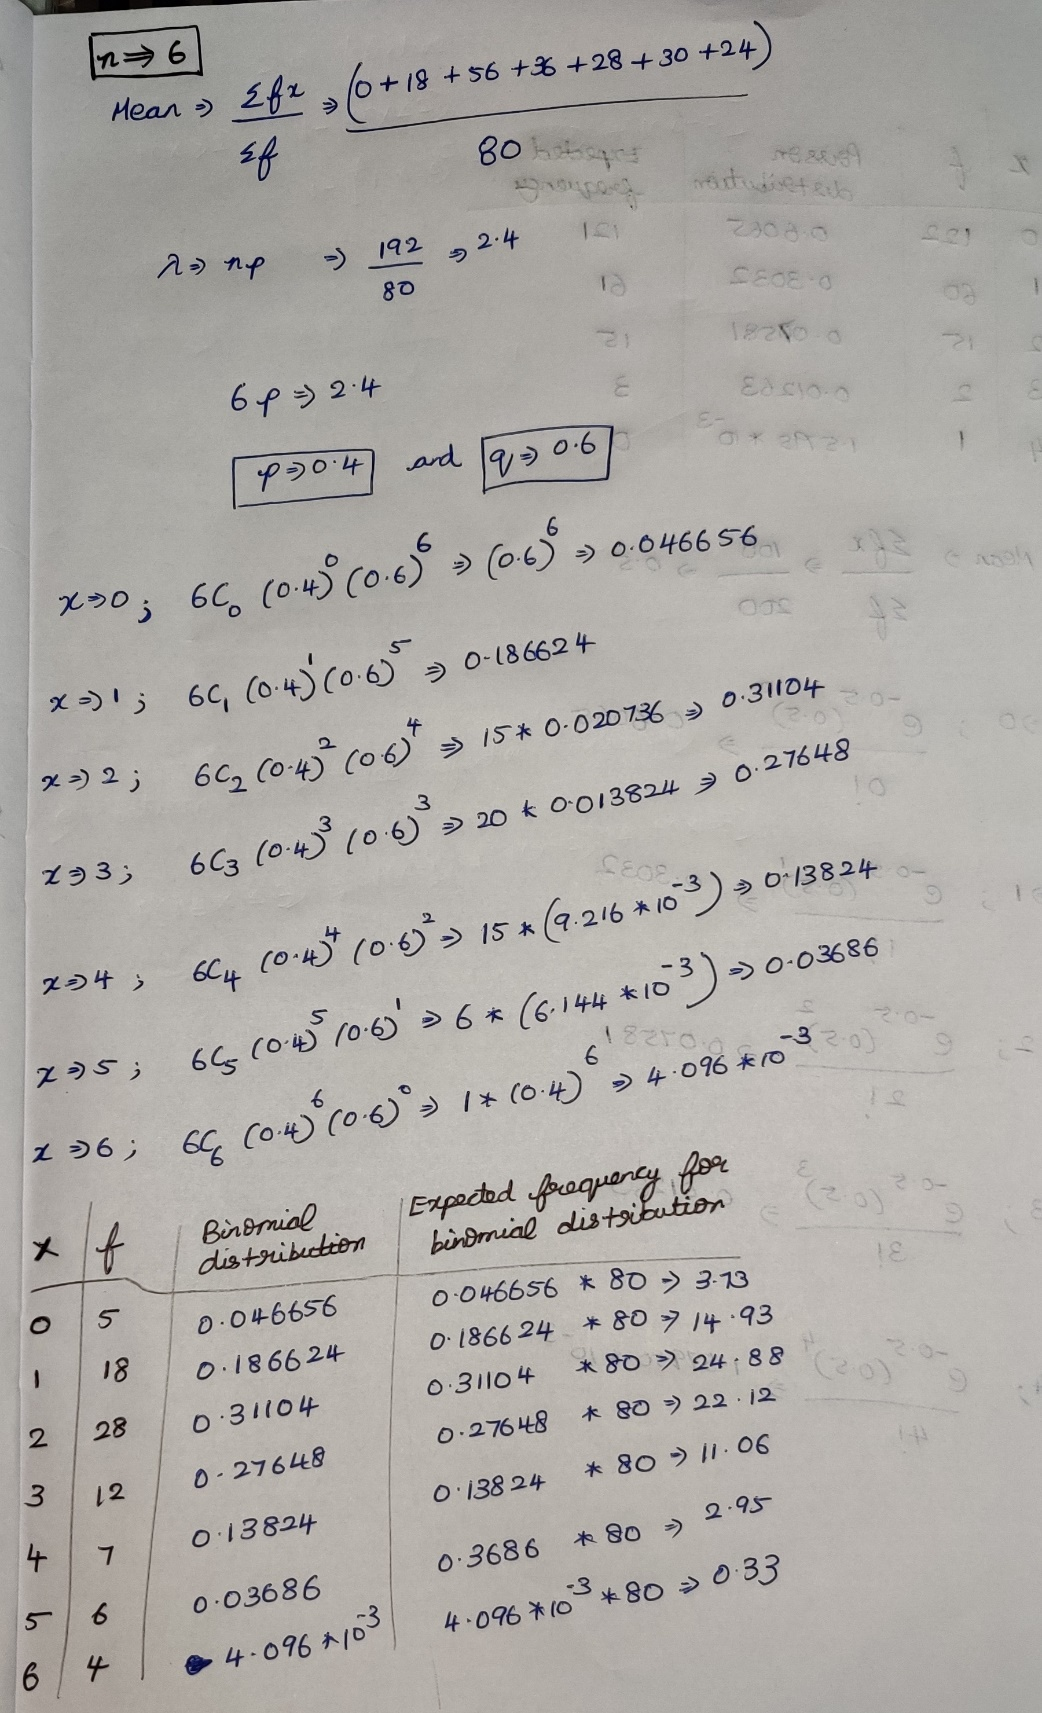 n ⇒ 6
Mean ⇒ Σfx / Σf ⇒ (0+18+56+36+28+30+24) / 80
λ ⇒ np ⇒ 192/80 ⇒ 2.4
6p ⇒ 2.4
p ⇒ 0.4 and q ⇒ 0.6
x⇒0; 6C₀ (0.4)⁰ (0.6)⁶ ⇒ (0.6)⁶ ⇒ 0.046656
x⇒1; 6C₁ (0.4)¹ (0.6)⁵ ⇒ 0.186624
x⇒2; 6C₂ (0.4)² (0.6)⁴ ⇒ 15 * 0.020736 ⇒ 0.31104
x⇒3; 6C₃ (0.4)³ (0.6)³ ⇒ 20 * 0.013824 ⇒ 0.27648
x⇒4; 6C₄ (0.4)⁴ (0.6)² ⇒ 15 * (9.216 * 10⁻³) ⇒ 0.13824
x⇒5; 6C₅ (0.4)⁵ (0.6)¹ ⇒ 6 * (6.144 * 10⁻³) ⇒ 0.03686
x⇒6; 6C₆ (0.4)⁶ (0.6)⁰ ⇒ 1 * (0.4)⁶ ⇒ 4.096 * 10⁻³
x f Binomial distribution Expected frequency for binomial distribution
0 5 0.046656 0.046656 * 80 ⇒ 3.73
1 18 0.186624 0.186624 * 80 ⇒ 14.93
2 28 0.31104 0.31104 * 80 ⇒ 24.88
3 12 0.27648 0.27648 * 80 ⇒ 22.12
4 7 0.13824 0.13824 * 80 ⇒ 11.06
5 6 0.03686 0.3686 * 80 ⇒ 2.95
6 4 4.096 * 10⁻³ 4.096 * 10⁻³ * 80 ⇒ 0.33